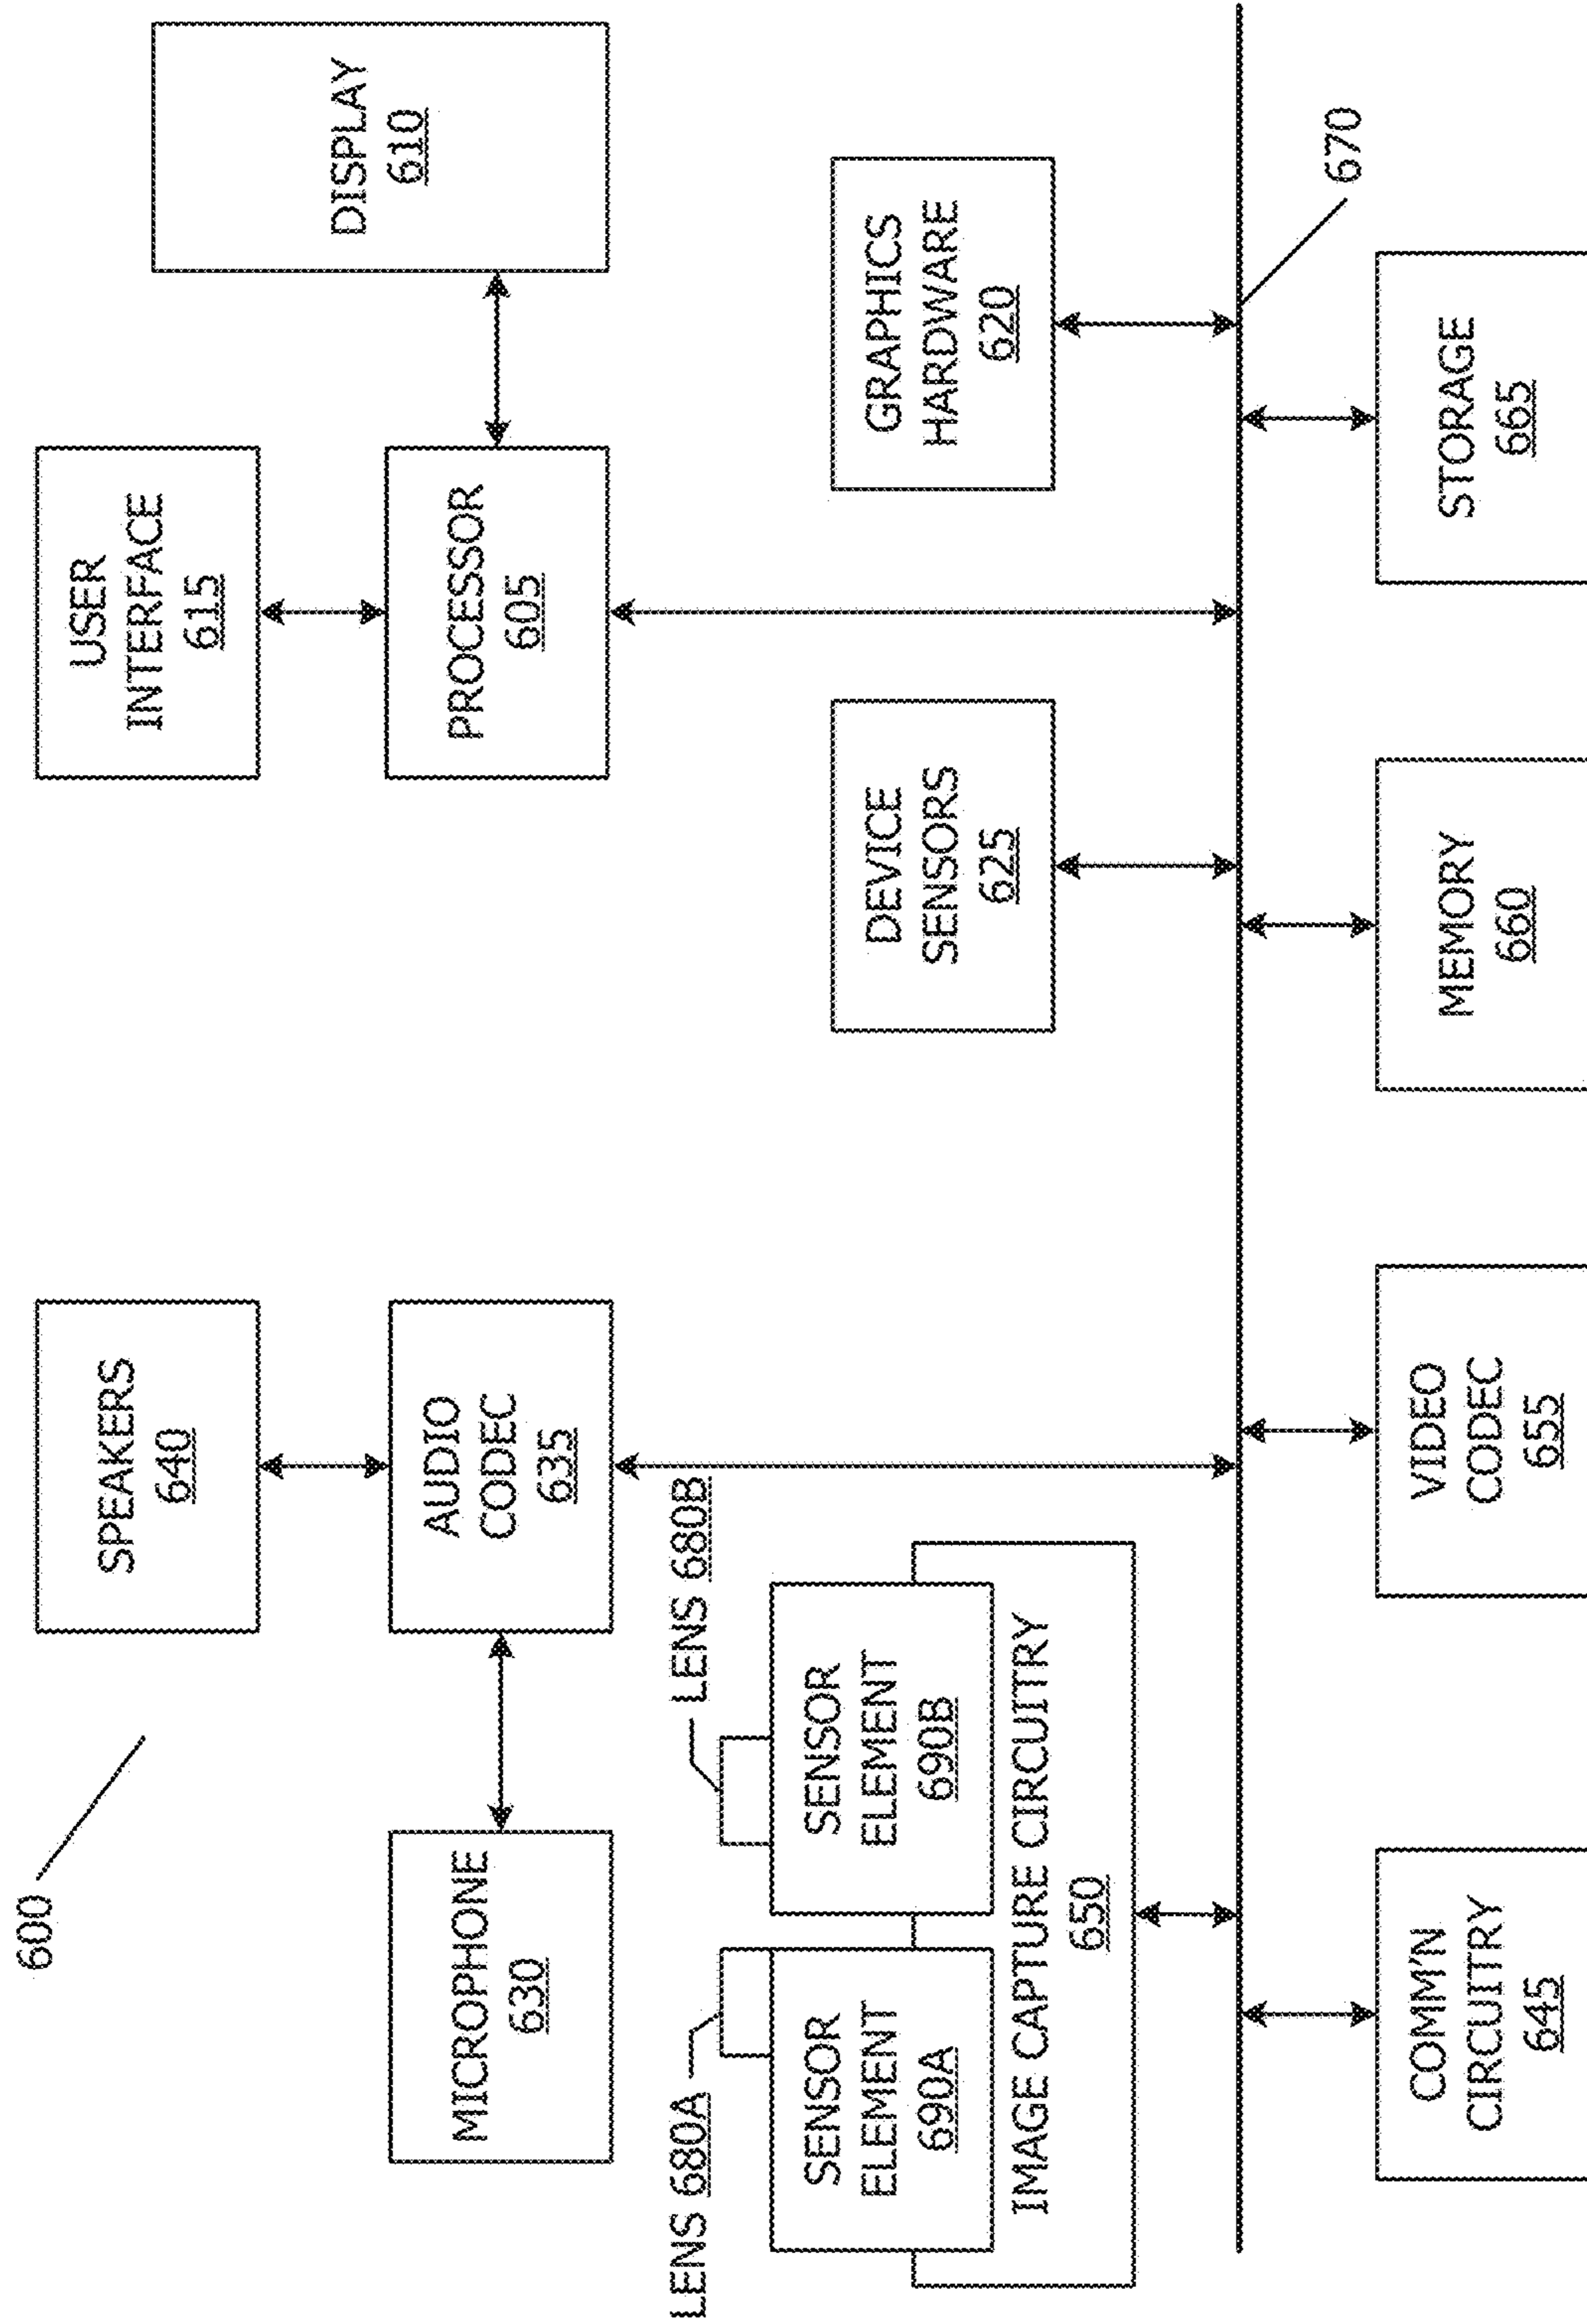 600
SPEAKERS
640
USER
INTERFACE
615
DISPLAY
610
MICROPHONE
630
AUDIO
CODEC
635
PROCESSOR
605
LENS 680A
LENS 680B
SENSOR
ELEMENT
690A
SENSOR
ELEMENT
690B
IMAGE CAPTURE CIRCUITRY
650
DEVICE
SENSORS
625
GRAPHICS
HARDWARE
620
670
COMM'N
CIRCUITRY
645
VIDEO
CODEC
655
MEMORY
660
STORAGE
665